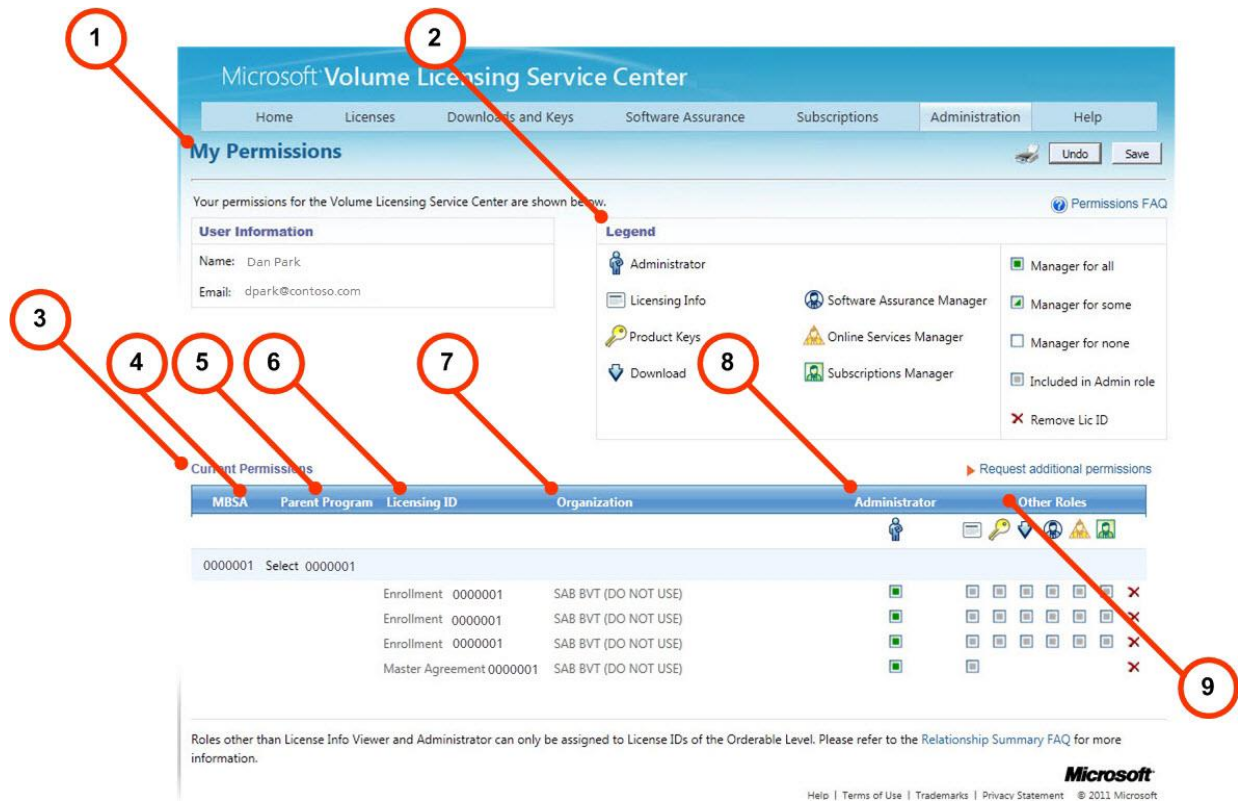 1
2
Microsoft Volume Licensing Service Center
Home Licenses Downloads and Keys Software Assurance Subscriptions Administration Help
My Permissions
Undo Save
Your permissions for the Volume Licensing Service Center are shown below.
Permissions FAQ
User Information
Name: Dan Park
Email: dpark@contoso.com
Legend
Administrator
Licensing Info
Product Keys
Download
Software Assurance Manager
Online Services Manager
Subscriptions Manager
Manager for all
Manager for some
Manager for none
Included in Admin role
Remove Lic ID
3
4
5
6
7
8
Current Permissions
Request additional permissions
MBSA Parent Program Licensing ID Organization Administrator Other Roles
0000001 Select 0000001
Enrollment 0000001 SAB BVT (DO NOT USE)
Enrollment 0000001 SAB BVT (DO NOT USE)
Enrollment 0000001 SAB BVT (DO NOT USE)
Master Agreement 0000001 SAB BVT (DO NOT USE)
9
Roles other than License Info Viewer and Administrator can only be assigned to License IDs of the Orderable Level. Please refer to the Relationship Summary FAQ for more
information.
Microsoft
Help | Terms of Use | Trademarks | Privacy Statement © 2011 Microsoft